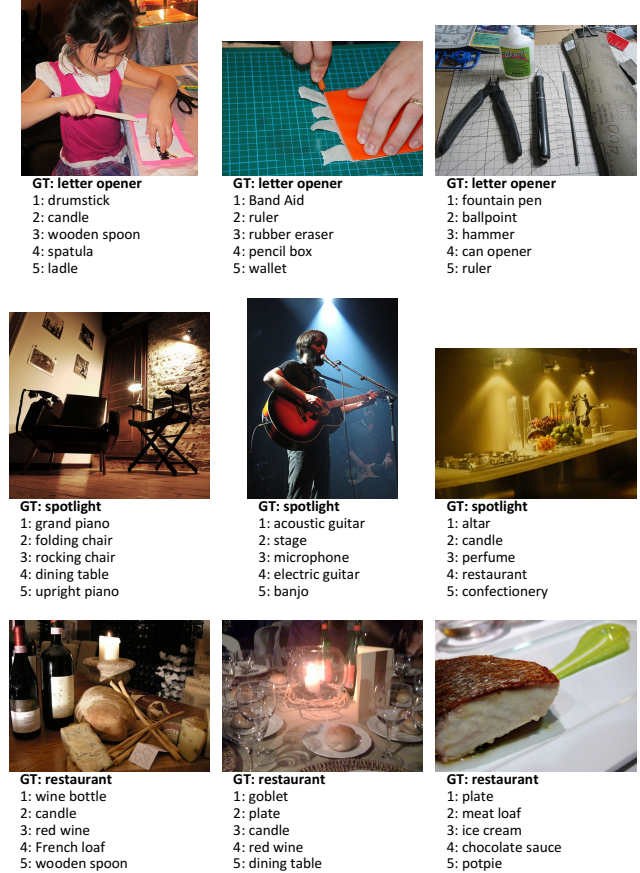 GT: letter opener
1: drumstick
2: candle
3: wooden spoon
4: spatula
5: ladle
GT: letter opener
1: Band Aid
2: ruler
3: rubber eraser
4: pencil box
5: wallet
GT: letter opener
1: fountain pen
2: ballpoint
3: hammer
4: can opener
5: ruler
GT: spotlight
1: grand piano
2: folding chair
3: rocking chair
4: dining table
5: upright piano
GT: spotlight
1: acoustic guitar
2: stage
3: microphone
4: electric guitar
5: banjo
GT: spotlight
1: altar
2: candle
3: perfume
4: restaurant
5: confectionery
GT: restaurant
1: wine bottle
2: candle
3: red wine
4: French loaf
5: wooden spoon
GT: restaurant
1: goblet
2: plate
3: candle
4: red wine
5: dining table
GT: restaurant
1: plate
2: meat loaf
3: ice cream
4: chocolate sauce
5: potpie